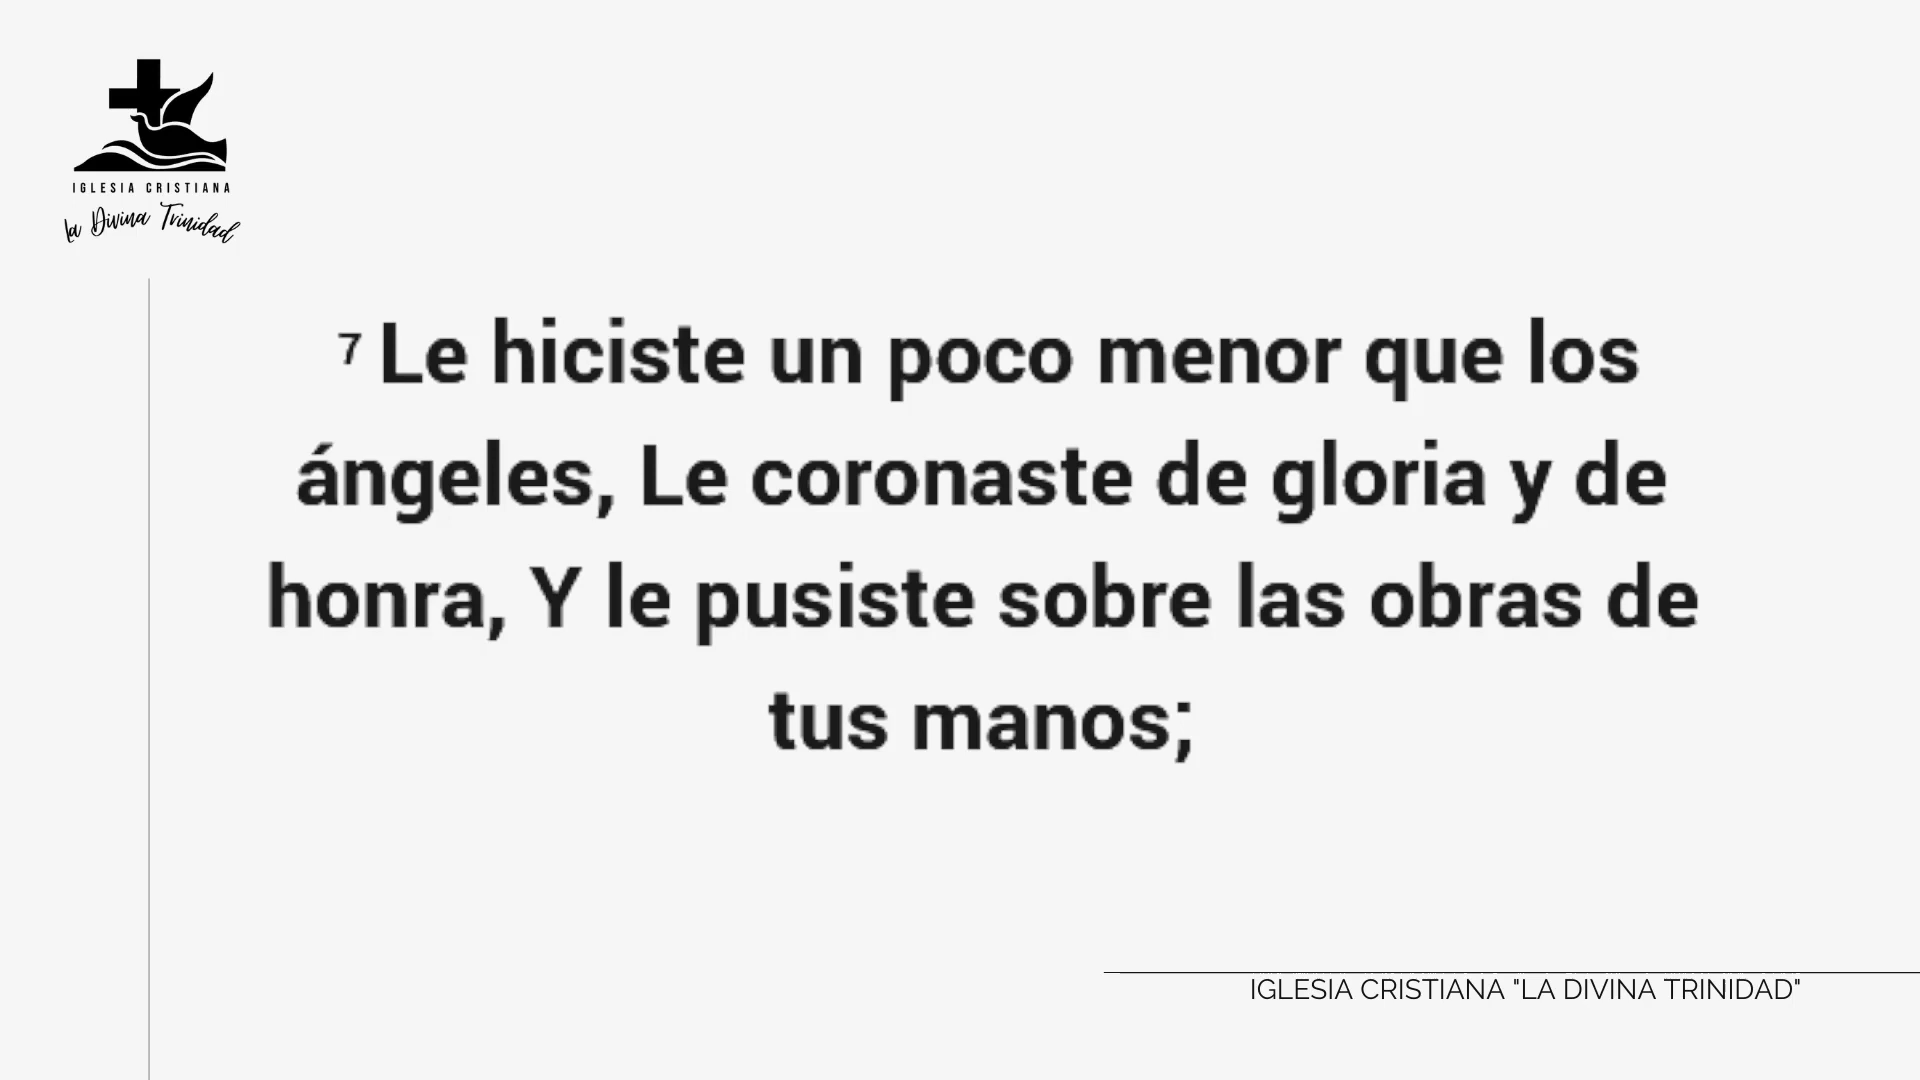 IGLESIA CRISTIANA
La Divina Trinidad
7 Le hiciste un poco menor que los
ángeles, Le coronaste de gloria y de
honra, Y le pusiste sobre las obras de
tus manos;
IGLESIA CRISTIANA "LA DIVINA TRINIDAD"